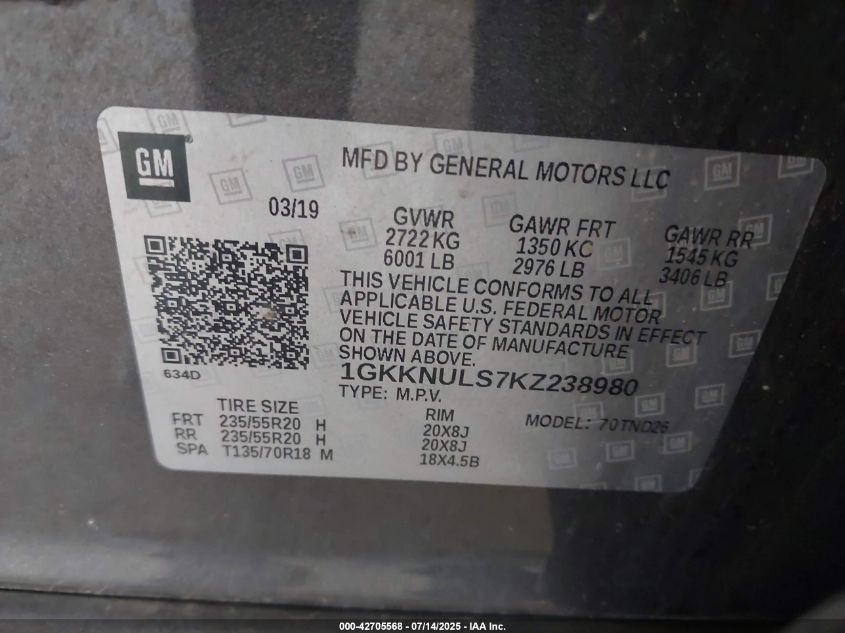 GM
MFD BY GENERAL MOTORS LLC
03/19
GVWR GAWR FRT GAWR RR
2722 KG 1350 KG 1545 KG
6001 LB 2976 LB 3406 LB
THIS VEHICLE CONFORMS TO ALL
APPLICABLE U.S. FEDERAL MOTOR
VEHICLE SAFETY STANDARDS IN EFFECT
ON THE DATE OF MANUFACTURE
SHOWN ABOVE.
634D
1GKKNULS7KZ238980
TYPE: M.P.V.
TIRE SIZE RIM MODEL: 70TND26
FRT 235/55R20 H 20X8J
RR 235/55R20 H 20X8J
SPA T135/70R18 M 18X4.5B
000-42705568 - 07/14/2025 - IAA Inc.